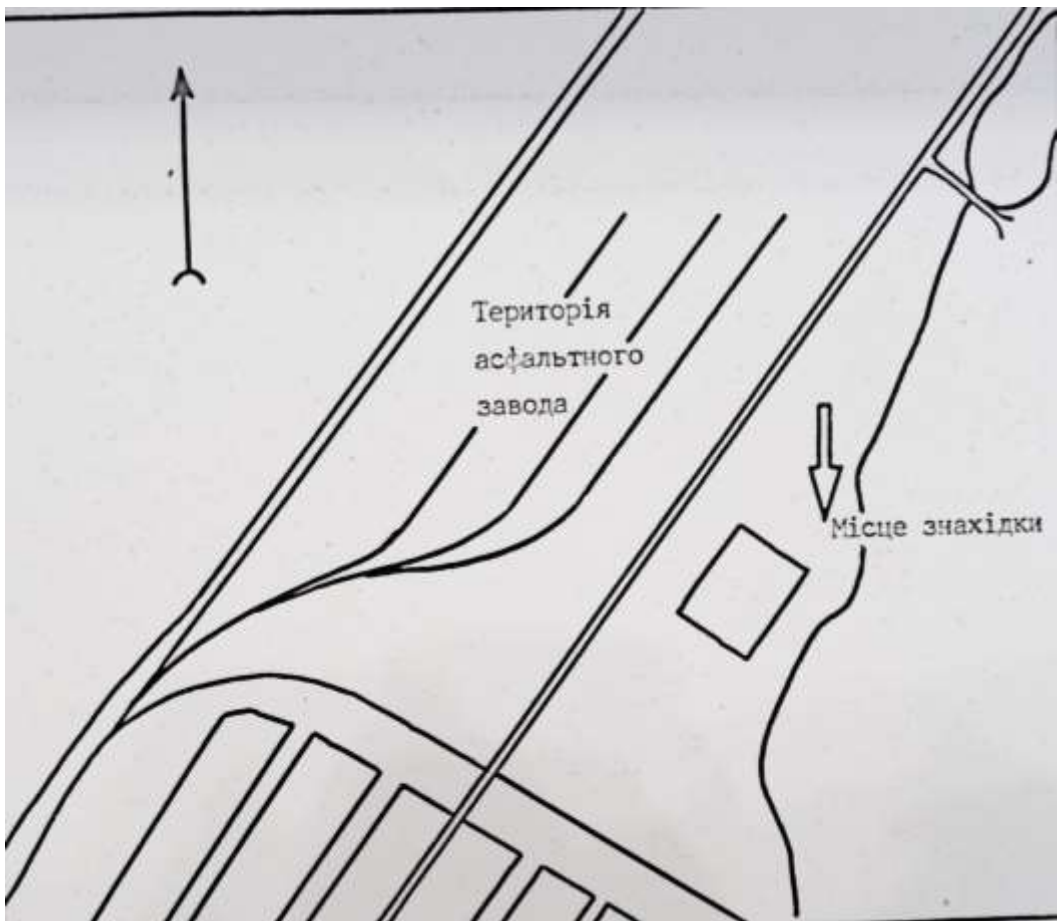 Територія
асфальтного
завода
Місце знахідки